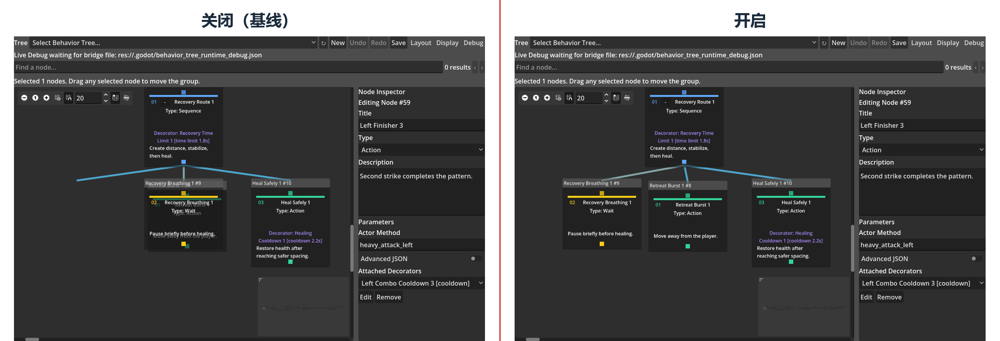 关闭（基线）
Tree Select Behavior Tree... ↻ New Undo Redo Save Layout Display Debug
Live Debug waiting for bridge file: res://.godot/behavior_tree_runtime_debug.json
Find a node... 0 results ‹ ›
Selected 1 nodes. Drag any selected node to move the group.
20
01 - Recovery Route 1
Type: Sequence
Decorator: Recovery Time
Limit 1 [time limit 1.8s]
Create distance, stabilize,
then heal.
Recovery Breathing 1 #9
Retreat Burst 1 #8
02 Recovery Breathing 1
01 Retreat Burst 1
Type: Wait
Type: Action
Pause briefly before healing.
Move away from the player.
Heal Safely 1 #10
03 Heal Safely 1
Type: Action
Decorator: Healing
Cooldown 1 [cooldown 2.2s]
Restore health after
reaching safer spacing.
Node Inspector
Editing Node #59
Title
Left Finisher 3
Type
Action
Description
Second strike completes the pattern.
Parameters
Actor Method
heavy_attack_left
Advanced JSON
Attached Decorators
Left Combo Cooldown 3 [cooldown]
Edit Remove
开启
Tree Select Behavior Tree... ↻ New Undo Redo Save Layout Display Debug
Live Debug waiting for bridge file: res://.godot/behavior_tree_runtime_debug.json
Find a node... 0 results ‹ ›
Selected 1 nodes. Drag any selected node to move the group.
20
01 - Recovery Route 1
Type: Sequence
Decorator: Recovery Time
Limit 1 [time limit 1.8s]
Create distance, stabilize,
then heal.
Recovery Breathing 1 #9
02 Recovery Breathing 1
Type: Wait
Pause briefly before healing.
Retreat Burst 1 #8
01 Retreat Burst 1
Type: Action
Move away from the player.
Heal Safely 1 #10
03 Heal Safely 1
Type: Action
Decorator: Healing
Cooldown 1 [cooldown 2.2s]
Restore health after
reaching safer spacing.
Node Inspector
Editing Node #59
Title
Left Finisher 3
Type
Action
Description
Second strike completes the pattern.
Parameters
Actor Method
heavy_attack_left
Advanced JSON
Attached Decorators
Left Combo Cooldown 3 [cooldown]
Edit Remove